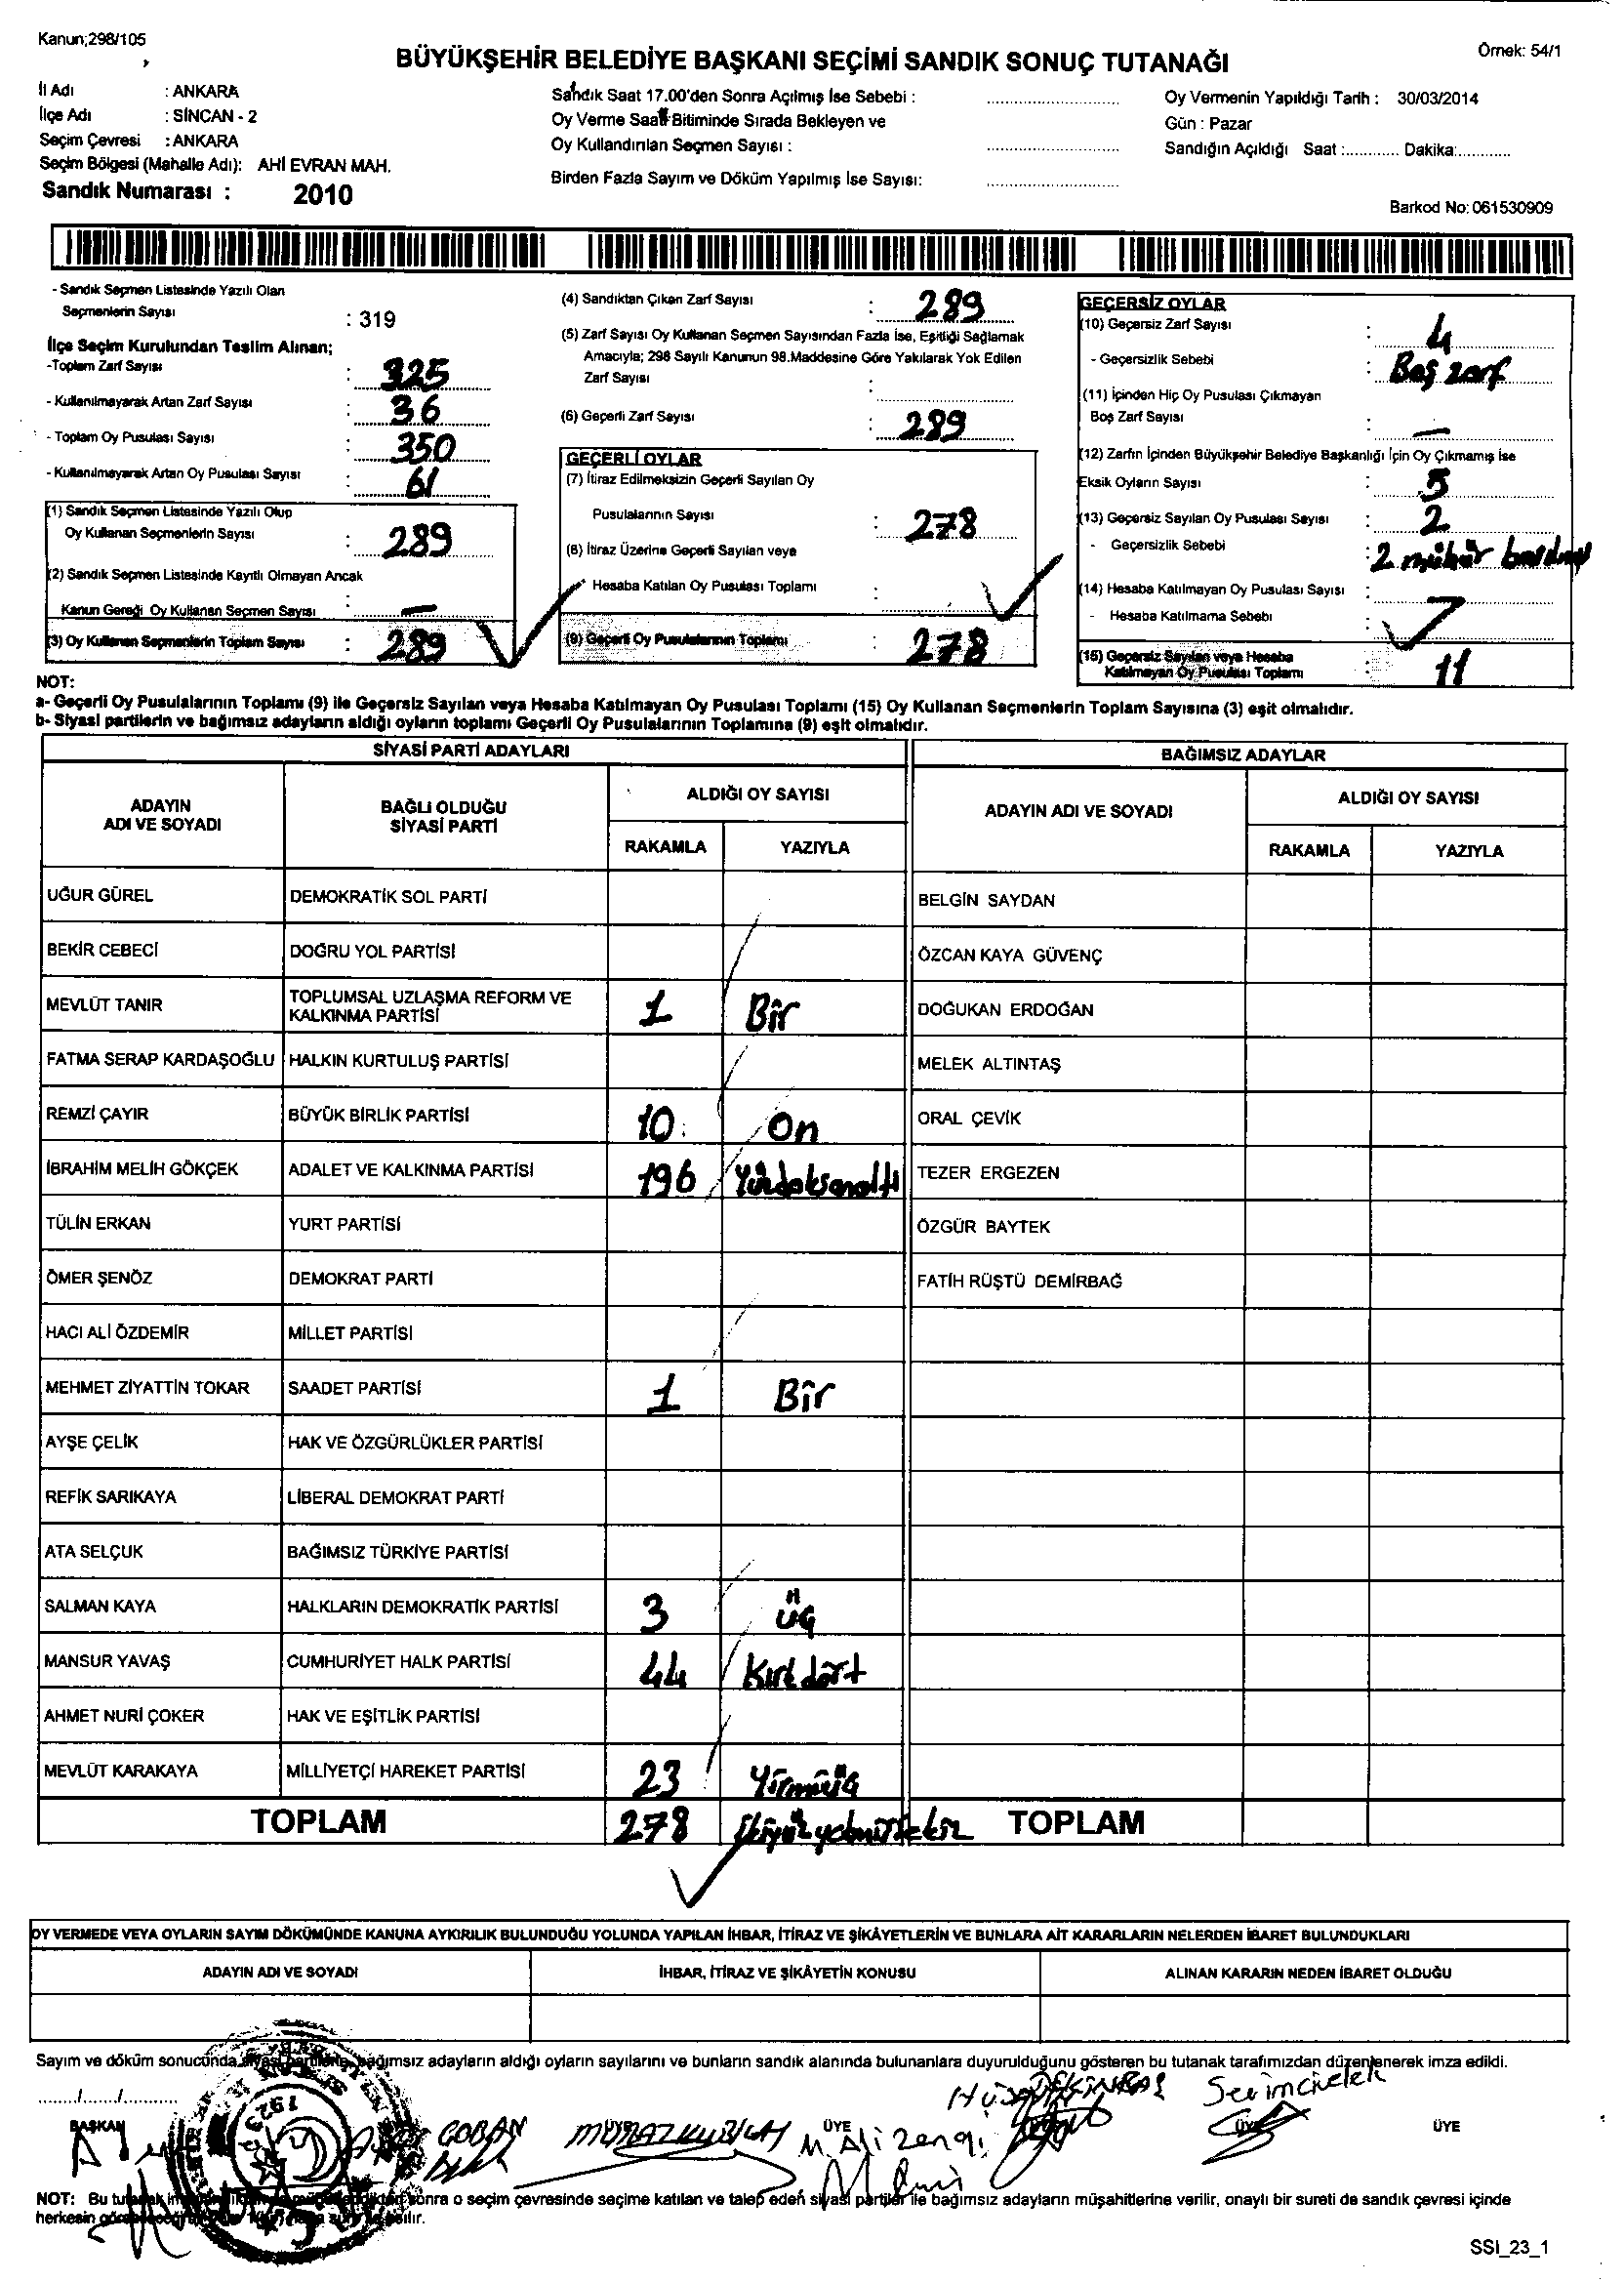 Kanun;298/105
Örnek: 54/1
BÜYÜKŞEHİR BELEDİYE BAŞKANI SEÇİMİ SANDIK SONUÇ TUTANAĞI
İl Adı : ANKARA
İlçe Adı : SİNCAN - 2
Seçim Çevresi : ANKARA
Seçim Bölgesi (Mahalle Adı): AHİ EVRAN MAH.
Sandık Numarası : 2010
Sandık Saat 17.00'den Sonra Açılmış İse Sebebi :
Oy Verme Saati Bitiminde Sırada Bekleyen ve
Oy Kullandırılan Seçmen Sayısı :
Birden Fazla Sayım ve Döküm Yapılmış İse Sayısı:
Oy Vermenin Yapıldığı Tarih : 30/03/2014
Gün : Pazar
Sandığın Açıldığı Saat :............ Dakika:...........
Barkod No: 061530909
- Sandık Seçmen Listesinde Yazılı Olan
Seçmenlerin Sayısı : 319
İlçe Seçim Kurulundan Teslim Alınan;
-Toplam Zarf Sayısı : 325
- Kullanılmayarak Artan Zarf Sayısı : 36
- Toplam Oy Pusulası Sayısı : 350
- Kullanılmayarak Artan Oy Pusulası Sayısı : 61
(1) Sandık Seçmen Listesinde Yazılı Olup
Oy Kullanan Seçmenlerin Sayısı : 289
(2) Sandık Seçmen Listesinde Kayıtlı Olmayan Ancak
Kanun Gereği Oy Kullanan Seçmen Sayısı : —
(3) Oy Kullanan Seçmenlerin Toplam Sayısı : 289
(4) Sandıktan Çıkan Zarf Sayısı : 289
(5) Zarf Sayısı Oy Kullanan Seçmen Sayısından Fazla İse, Eşitliği Sağlamak
Amacıyla; 298 Sayılı Kanunun 98.Maddesine Göre Yakılarak Yok Edilen
Zarf Sayısı :
(6) Geçerli Zarf Sayısı : 289
GEÇERLİ OYLAR
(7) İtiraz Edilmeksizin Geçerli Sayılan Oy
Pusulalarının Sayısı : 278
(8) İtiraz Üzerine Geçerli Sayılan veya
Hesaba Katılan Oy Pusulası Toplamı :
(9) Geçerli Oy Pusulalarının Toplamı : 278
GEÇERSİZ OYLAR
(10) Geçersiz Zarf Sayısı : 4
- Geçersizlik Sebebi : Boş zarf
(11) İçinden Hiç Oy Pusulası Çıkmayan
Boş Zarf Sayısı : —
(12) Zarfın İçinden Büyükşehir Belediye Başkanlığı İçin Oy Çıkmamış İse
Eksik Oyların Sayısı : 5
(13) Geçersiz Sayılan Oy Pusulası Sayısı : 2
- Geçersizlik Sebebi : 2 mühür
(14) Hesaba Katılmayan Oy Pusulası Sayısı : 7
- Hesaba Katılmama Sebebi :
(15) Geçersiz Sayılan veya Hesaba
Katılmayan Oy Pusulası Toplamı : 11
NOT:
a- Geçerli Oy Pusulalarının Toplamı (9) ile Geçersiz Sayılan veya Hesaba Katılmayan Oy Pusulası Toplamı (15) Oy Kullanan Seçmenlerin Toplam Sayısına (3) eşit olmalıdır.
b- Siyasi partilerin ve bağımsız adayların aldığı oyların toplamı Geçerli Oy Pusulalarının Toplamına (9) eşit olmalıdır.
SİYASİ PARTİ ADAYLARI
ADAYIN ADI VE SOYADI BAĞLI OLDUĞU SİYASİ PARTİ ALDIĞI OY SAYISI
RAKAMLA YAZIYLA
UĞUR GÜREL DEMOKRATİK SOL PARTİ
BEKİR CEBECİ DOĞRU YOL PARTİSİ
MEVLÜT TANIR TOPLUMSAL UZLAŞMA REFORM VE KALKINMA PARTİSİ 1 Bir
FATMA SERAP KARDAŞOĞLU HALKIN KURTULUŞ PARTİSİ
REMZİ ÇAYIR BÜYÜK BİRLİK PARTİSİ 10 On
İBRAHİM MELİH GÖKÇEK ADALET VE KALKINMA PARTİSİ 196 Yüzdoksanaltı
TÜLİN ERKAN YURT PARTİSİ
ÖMER ŞENÖZ DEMOKRAT PARTİ
HACI ALİ ÖZDEMİR MİLLET PARTİSİ
MEHMET ZİYATTİN TOKAR SAADET PARTİSİ 1 Bir
AYŞE ÇELİK HAK VE ÖZGÜRLÜKLER PARTİSİ
REFİK SARIKAYA LİBERAL DEMOKRAT PARTİ
ATA SELÇUK BAĞIMSIZ TÜRKİYE PARTİSİ
SALMAN KAYA HALKLARIN DEMOKRATİK PARTİSİ 3 üç
MANSUR YAVAŞ CUMHURİYET HALK PARTİSİ 44 Kırkdört
AHMET NURİ ÇOKER HAK VE EŞİTLİK PARTİSİ
MEVLÜT KARAKAYA MİLLİYETÇİ HAREKET PARTİSİ 23 Yirmiüç
TOPLAM 278 İkiyüzyetmişsekiz
BAĞIMSIZ ADAYLAR
ADAYIN ADI VE SOYADI ALDIĞI OY SAYISI
RAKAMLA YAZIYLA
BELGİN SAYDAN
ÖZCAN KAYA GÜVENÇ
DOĞUKAN ERDOĞAN
MELEK ALTINTAŞ
ORAL ÇEVİK
TEZER ERGEZEN
ÖZGÜR BAYTEK
FATİH RÜŞTÜ DEMİRBAĞ
TOPLAM
OY VERMEDE VEYA OYLARIN SAYIM DÖKÜMÜNDE KANUNA AYKIRILIK BULUNDUĞU YOLUNDA YAPILAN İHBAR, İTİRAZ VE ŞİKÂYETLERİN VE BUNLARA AİT KARARLARIN NELERDEN İBARET BULUNDUKLARI
ADAYIN ADI VE SOYADI İHBAR, İTİRAZ VE ŞİKÂYETİN KONUSU ALINAN KARARIN NEDEN İBARET OLDUĞU
Sayım ve döküm sonucunda bağımsız adayların aldığı oyların sayılarını ve bunların sandık alanında bulunanlara duyurulduğunu gösteren bu tutanak tarafımızdan düzenlenerek imza edildi.
......./......./............
BAŞKAN ÜYE ÜYE ÜYE ÜYE
ÇOBAN M. Ali Zengi
1923
NOT: Bu sonra o seçim çevresinde seçime katılan ve talep eden siyasi partiler ile bağımsız adayların müşahitlerine verilir, onaylı bir sureti de sandık çevresi içinde
herkesin
SSI_23_1